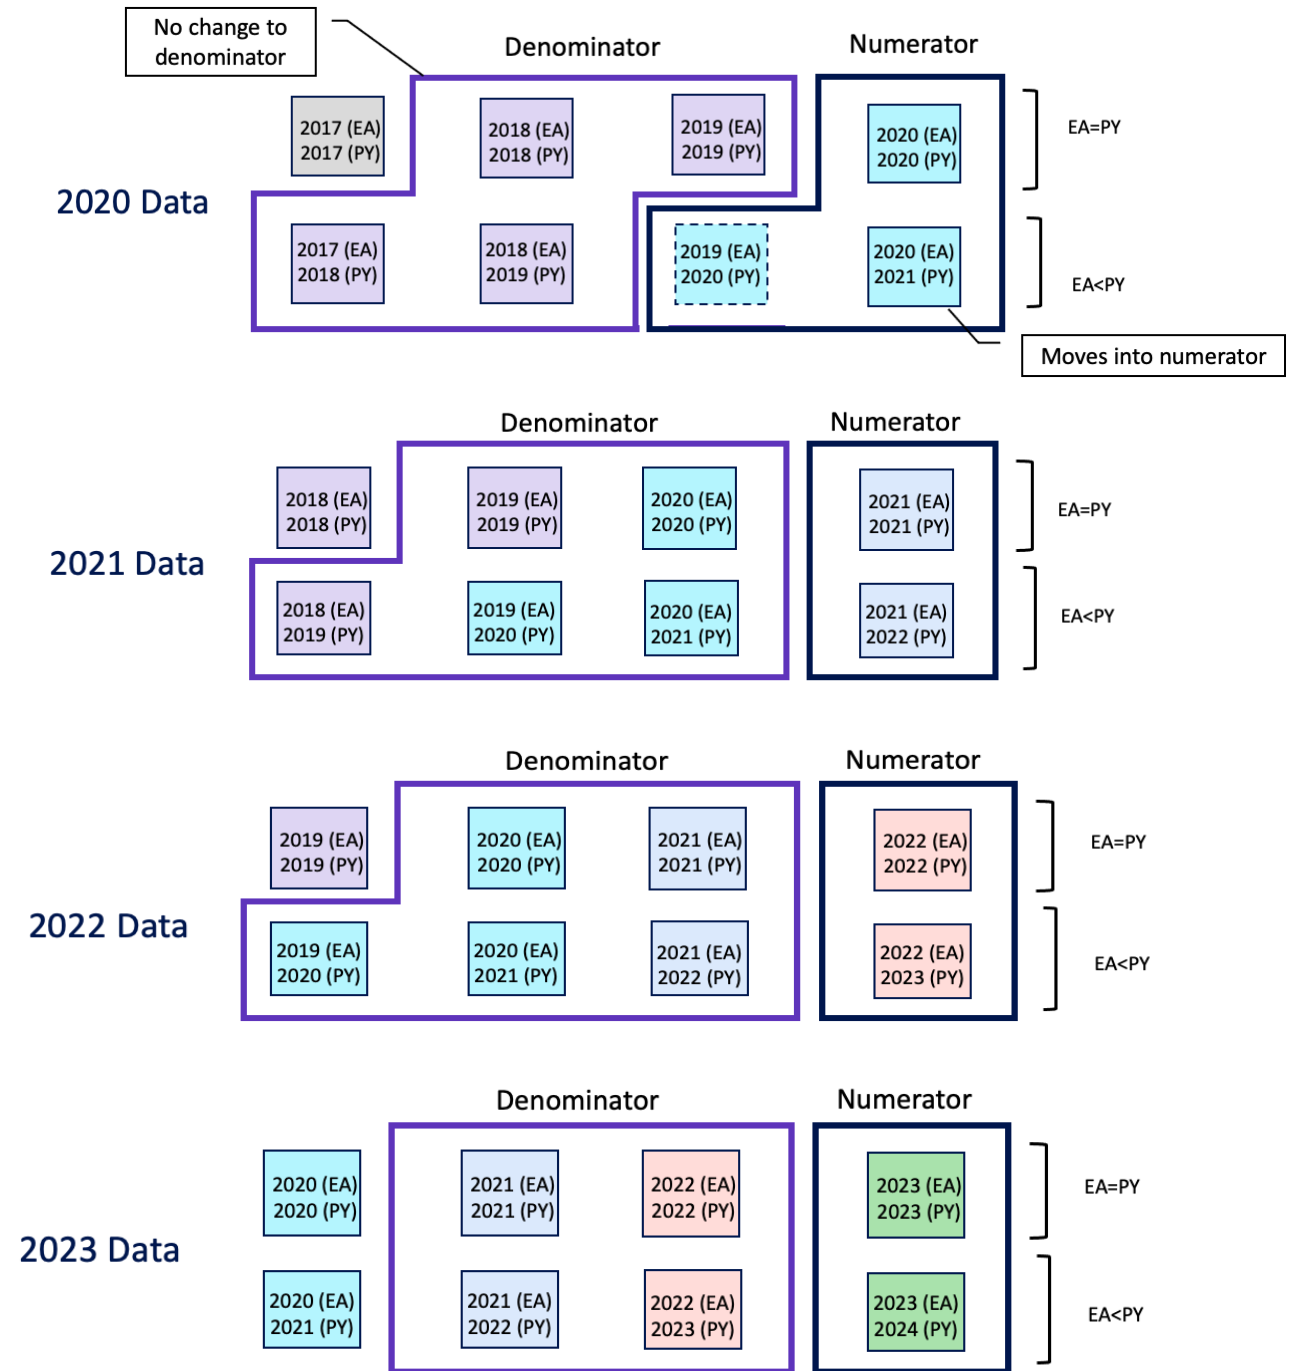 No change to
denominator
Denominator
Numerator
2017 (EA)
2017 (PY)
2018 (EA)
2018 (PY)
2019 (EA)
2019 (PY)
2020 (EA)
2020 (PY)
EA=PY
2020 Data
2017 (EA)
2018 (PY)
2018 (EA)
2019 (PY)
2019 (EA)
2020 (PY)
2020 (EA)
2021 (PY)
EA<PY
Moves into numerator
Denominator
Numerator
2018 (EA)
2018 (PY)
2019 (EA)
2019 (PY)
2020 (EA)
2020 (PY)
2021 (EA)
2021 (PY)
EA=PY
2021 Data
2018 (EA)
2019 (PY)
2019 (EA)
2020 (PY)
2020 (EA)
2021 (PY)
2021 (EA)
2022 (PY)
EA<PY
Denominator
Numerator
2019 (EA)
2019 (PY)
2020 (EA)
2020 (PY)
2021 (EA)
2021 (PY)
2022 (EA)
2022 (PY)
EA=PY
2022 Data
2019 (EA)
2020 (PY)
2020 (EA)
2021 (PY)
2021 (EA)
2022 (PY)
2022 (EA)
2023 (PY)
EA<PY
Denominator
Numerator
2020 (EA)
2020 (PY)
2021 (EA)
2021 (PY)
2022 (EA)
2022 (PY)
2023 (EA)
2023 (PY)
EA=PY
2023 Data
2020 (EA)
2021 (PY)
2021 (EA)
2022 (PY)
2022 (EA)
2023 (PY)
2023 (EA)
2024 (PY)
EA<PY